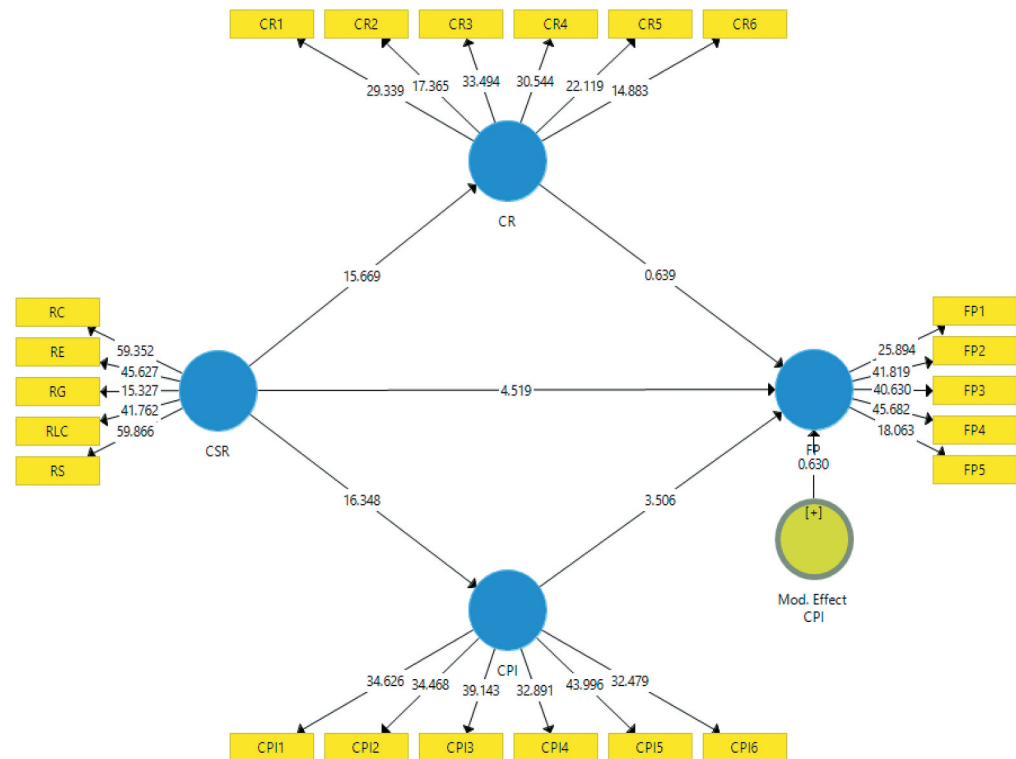 CR1 CR2 CR3 CR4 CR5 CR6
29.339 17.365 33.494 30.544 22.119 14.883
CR
15.669 0.639
RC
RE
RG
RLC
RS
59.352
45.627
15.327
41.762
59.866
CSR
4.519
FP
25.894
41.819
40.630
45.682
18.063
FP1
FP2
FP3
FP4
FP5
0.630
[+]
Mod. Effect
CPI
16.348 3.506
CPI
34.626 34.468 39.143 32.891 43.996 32.479
CPI1 CPI2 CPI3 CPI4 CPI5 CPI6